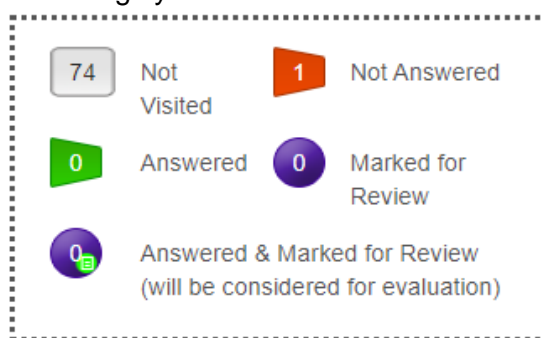 74 Not Visited
1 Not Answered
0 Answered
0 Marked for Review
0 Answered & Marked for Review
(will be considered for evaluation)